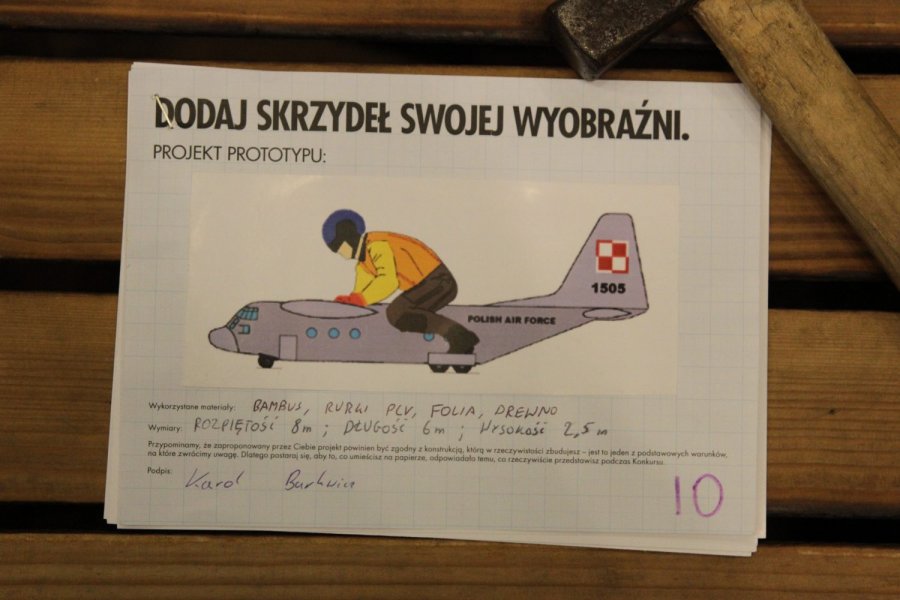 DODAJ SKRZYDEŁ SWOJEJ WYOBRAŹNI.
PROJEKT PROTOTYPU:
1505
POLISH AIR FORCE
Wykorzystane materiały: BAMBUS, RURKI PCV, FOLIA, DREWNO
Wymiary: ROZPIĘTOŚĆ 8m ; DŁUGOŚĆ 6m ; WYSOKOŚĆ 2,5m
Przypominamy, że zaproponowany przez Ciebie projekt powinien być zgodny z konstrukcją, którą w rzeczywistości zbudujesz – jest to jeden z podstawowych warunków,
na które zwrócimy uwagę. Dlatego postaraj się, aby to, co umieścisz na papierze, odpowiadało temu, co rzeczywiście przedstawisz podczas Konkursu.
Podpis: Karol
10